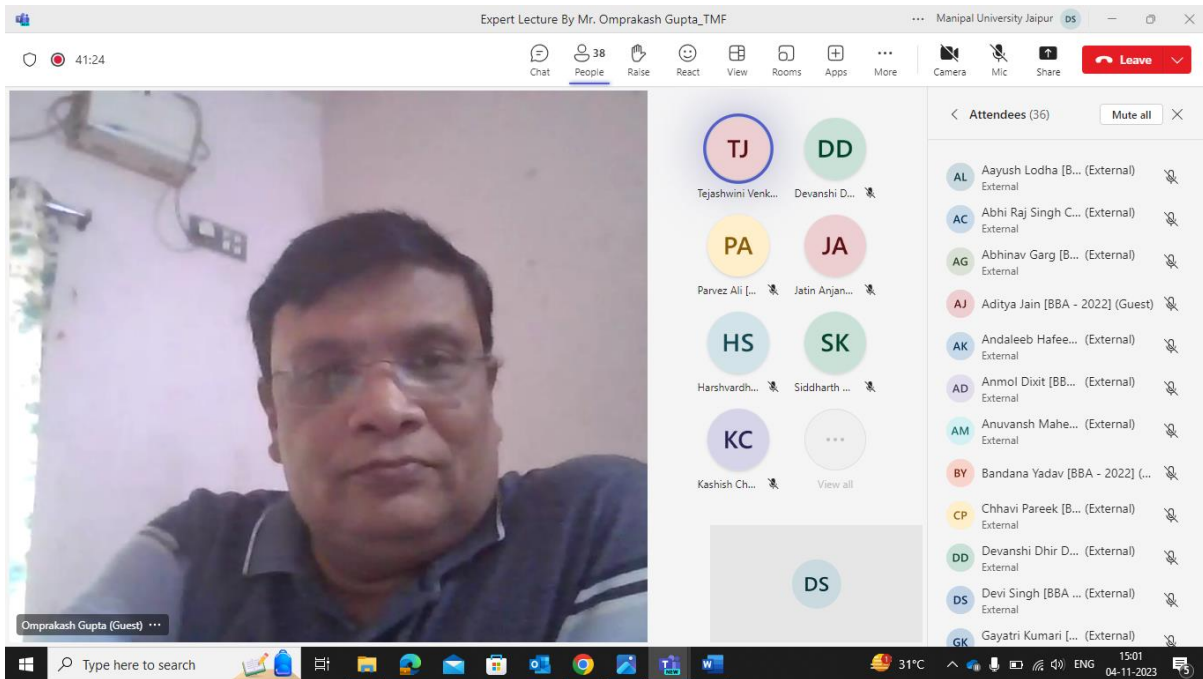 Expert Lecture By Mr. Omprakash Gupta_TMF
... Manipal University Jaipur DS
41:24
Chat
38
People
Raise
React
View
Rooms
Apps
... More
Camera
Mic
Share
Leave
TJ
Tejashwini Venk...
DD
Devanshi D...
PA
Parvez Ali [...
JA
Jatin Anjan...
HS
Harshvardh...
SK
Siddharth ...
KC
Kashish Ch...
...
View all
DS
Omprakash Gupta (Guest) ...
Attendees (36)
Mute all
AL Aayush Lodha [B... (External)
External
AC Abhi Raj Singh C... (External)
External
AG Abhinav Garg [B... (External)
External
AJ Aditya Jain [BBA - 2022] (Guest)
AK Andaleeb Hafee... (External)
External
AD Anmol Dixit [BB... (External)
External
AM Anuvansh Mahe... (External)
External
BY Bandana Yadav [BBA - 2022] (...
CP Chhavi Pareek [B... (External)
External
DD Devanshi Dhir D... (External)
External
DS Devi Singh [BBA ... (External)
External
GK Gayatri Kumari [... (External)
Type here to search
31°C
ENG
15:01
04-11-2023
5